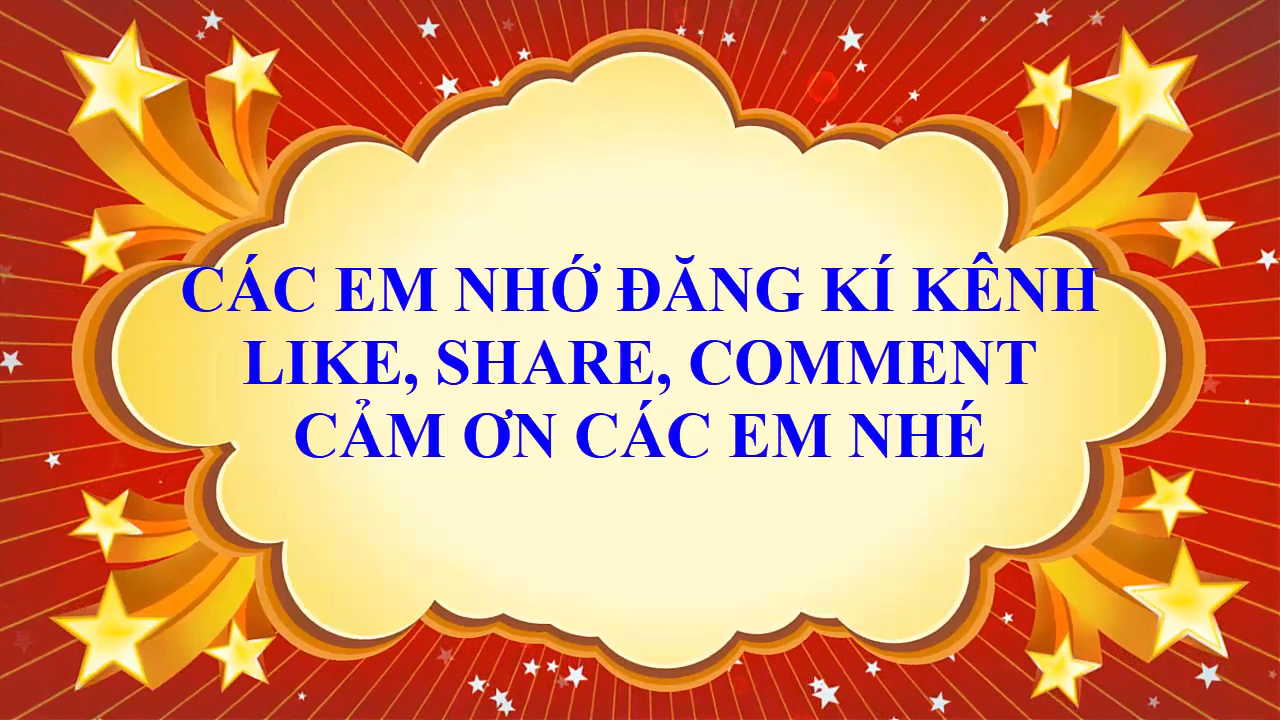 CÁC EM NHỚ ĐĂNG KÍ KÊNH
LIKE, SHARE, COMMENT
CẢM ƠN CÁC EM NHÉ